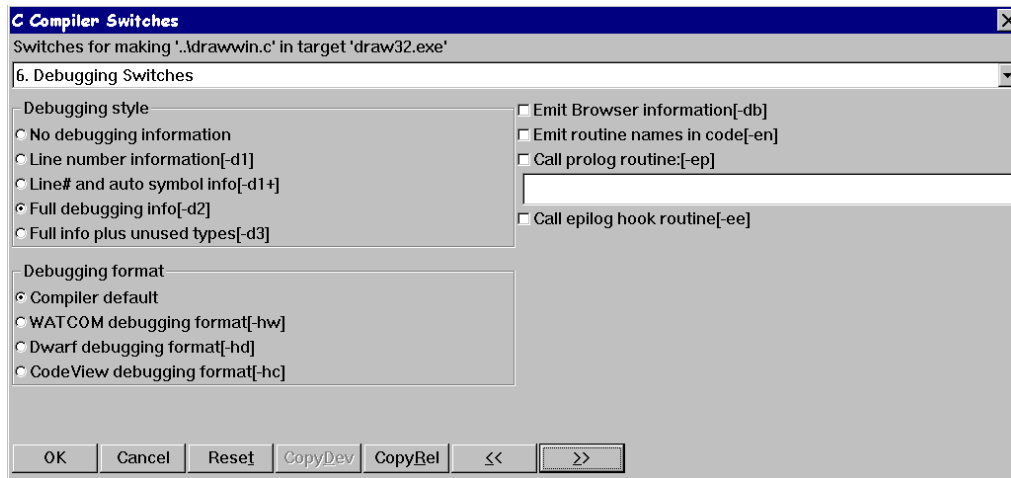 C Compiler Switches
Switches for making '..\drawwin.c' in target 'draw32.exe'
6. Debugging Switches
Debugging style
No debugging information
Line number information[-d1]
Line# and auto symbol info[-d1+]
Full debugging info[-d2]
Full info plus unused types[-d3]
Emit Browser information[-db]
Emit routine names in code[-en]
Call prolog routine:[-ep]
Call epilog hook routine[-ee]
Debugging format
Compiler default
WATCOM debugging format[-hw]
Dwarf debugging format[-hd]
CodeView debugging format[-hc]
OK Cancel Reset CopyDev CopyRel << >>